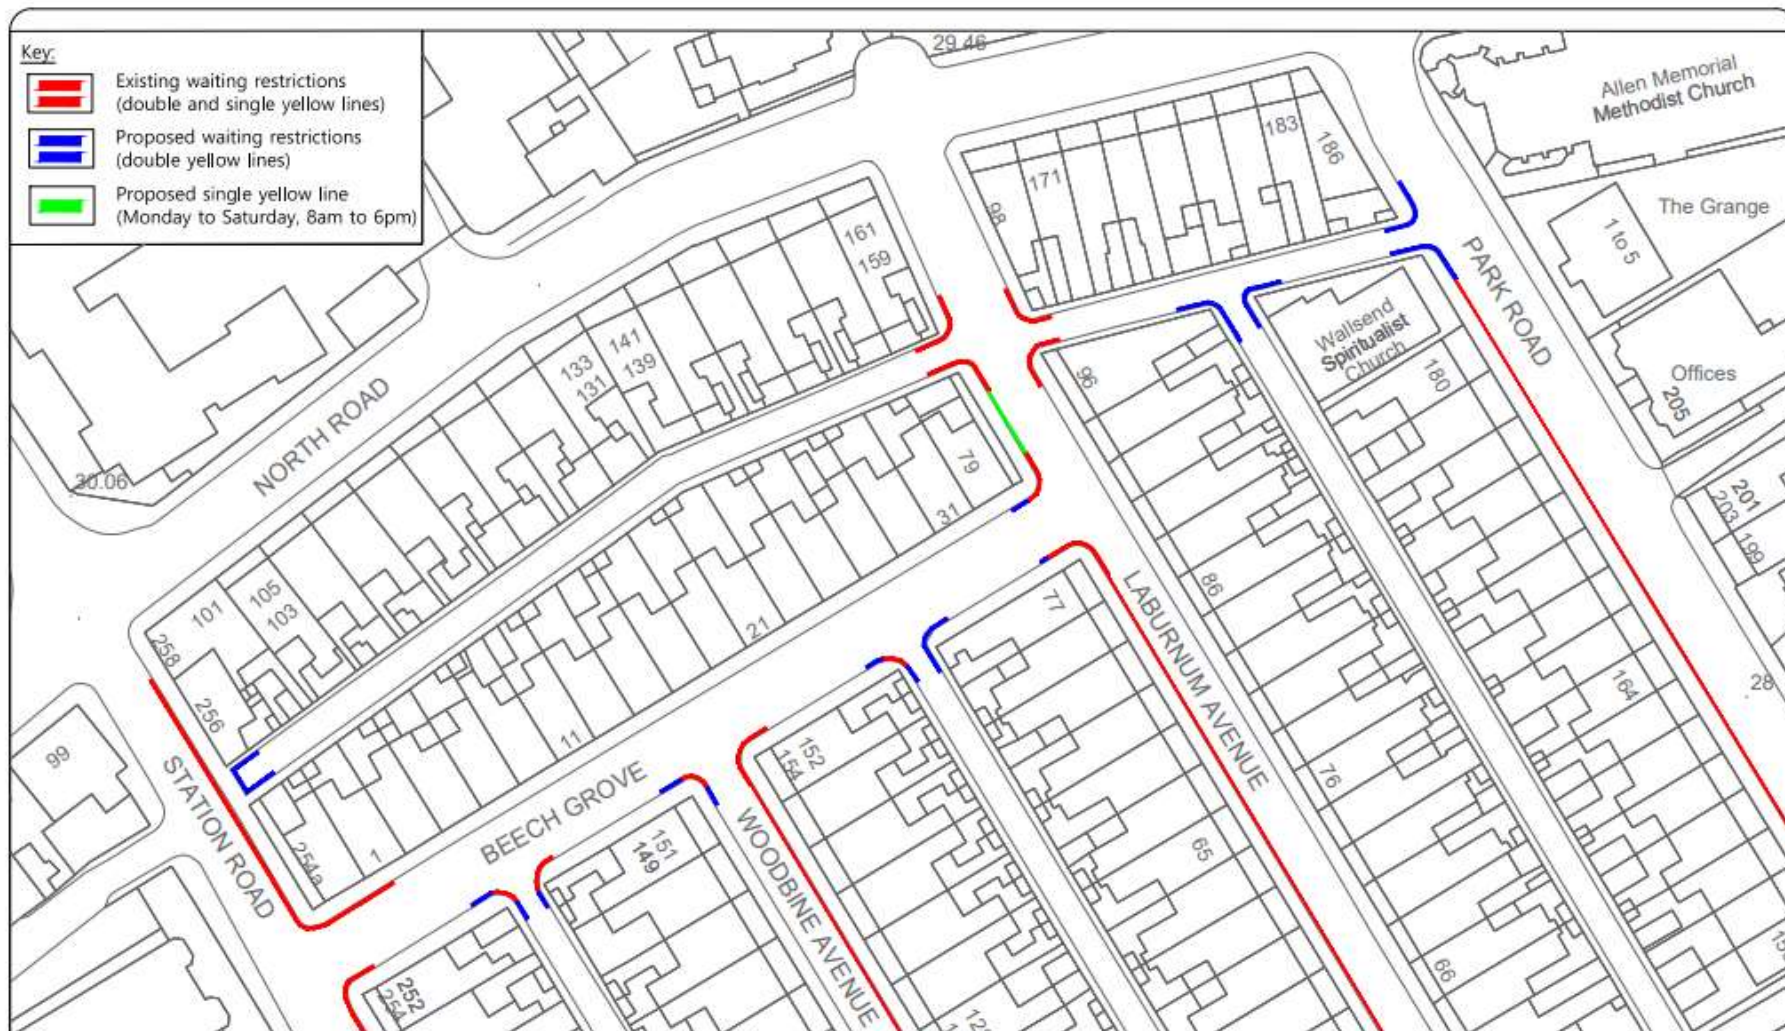 Key:
Existing waiting restrictions
(double and single yellow lines)
Proposed waiting restrictions
(double yellow lines)
Proposed single yellow line
(Monday to Saturday, 8am to 6pm)
29.46
Allen Memorial
Methodist Church
183
186
171
98
The Grange
1 to 5
PARK ROAD
161
159
Wallsend
Spiritualist
Church
180
Offices
205
141
139
133
131
96
NORTH ROAD
30.06
79
31
201
203
199
101
105
103
258
256
86
77
LABURNUM AVENUE
21
164
28
99
STATION ROAD
11
152
154
76
BEECH GROVE
WOODBINE AVENUE
151
149
65
1
254a
66
252
254